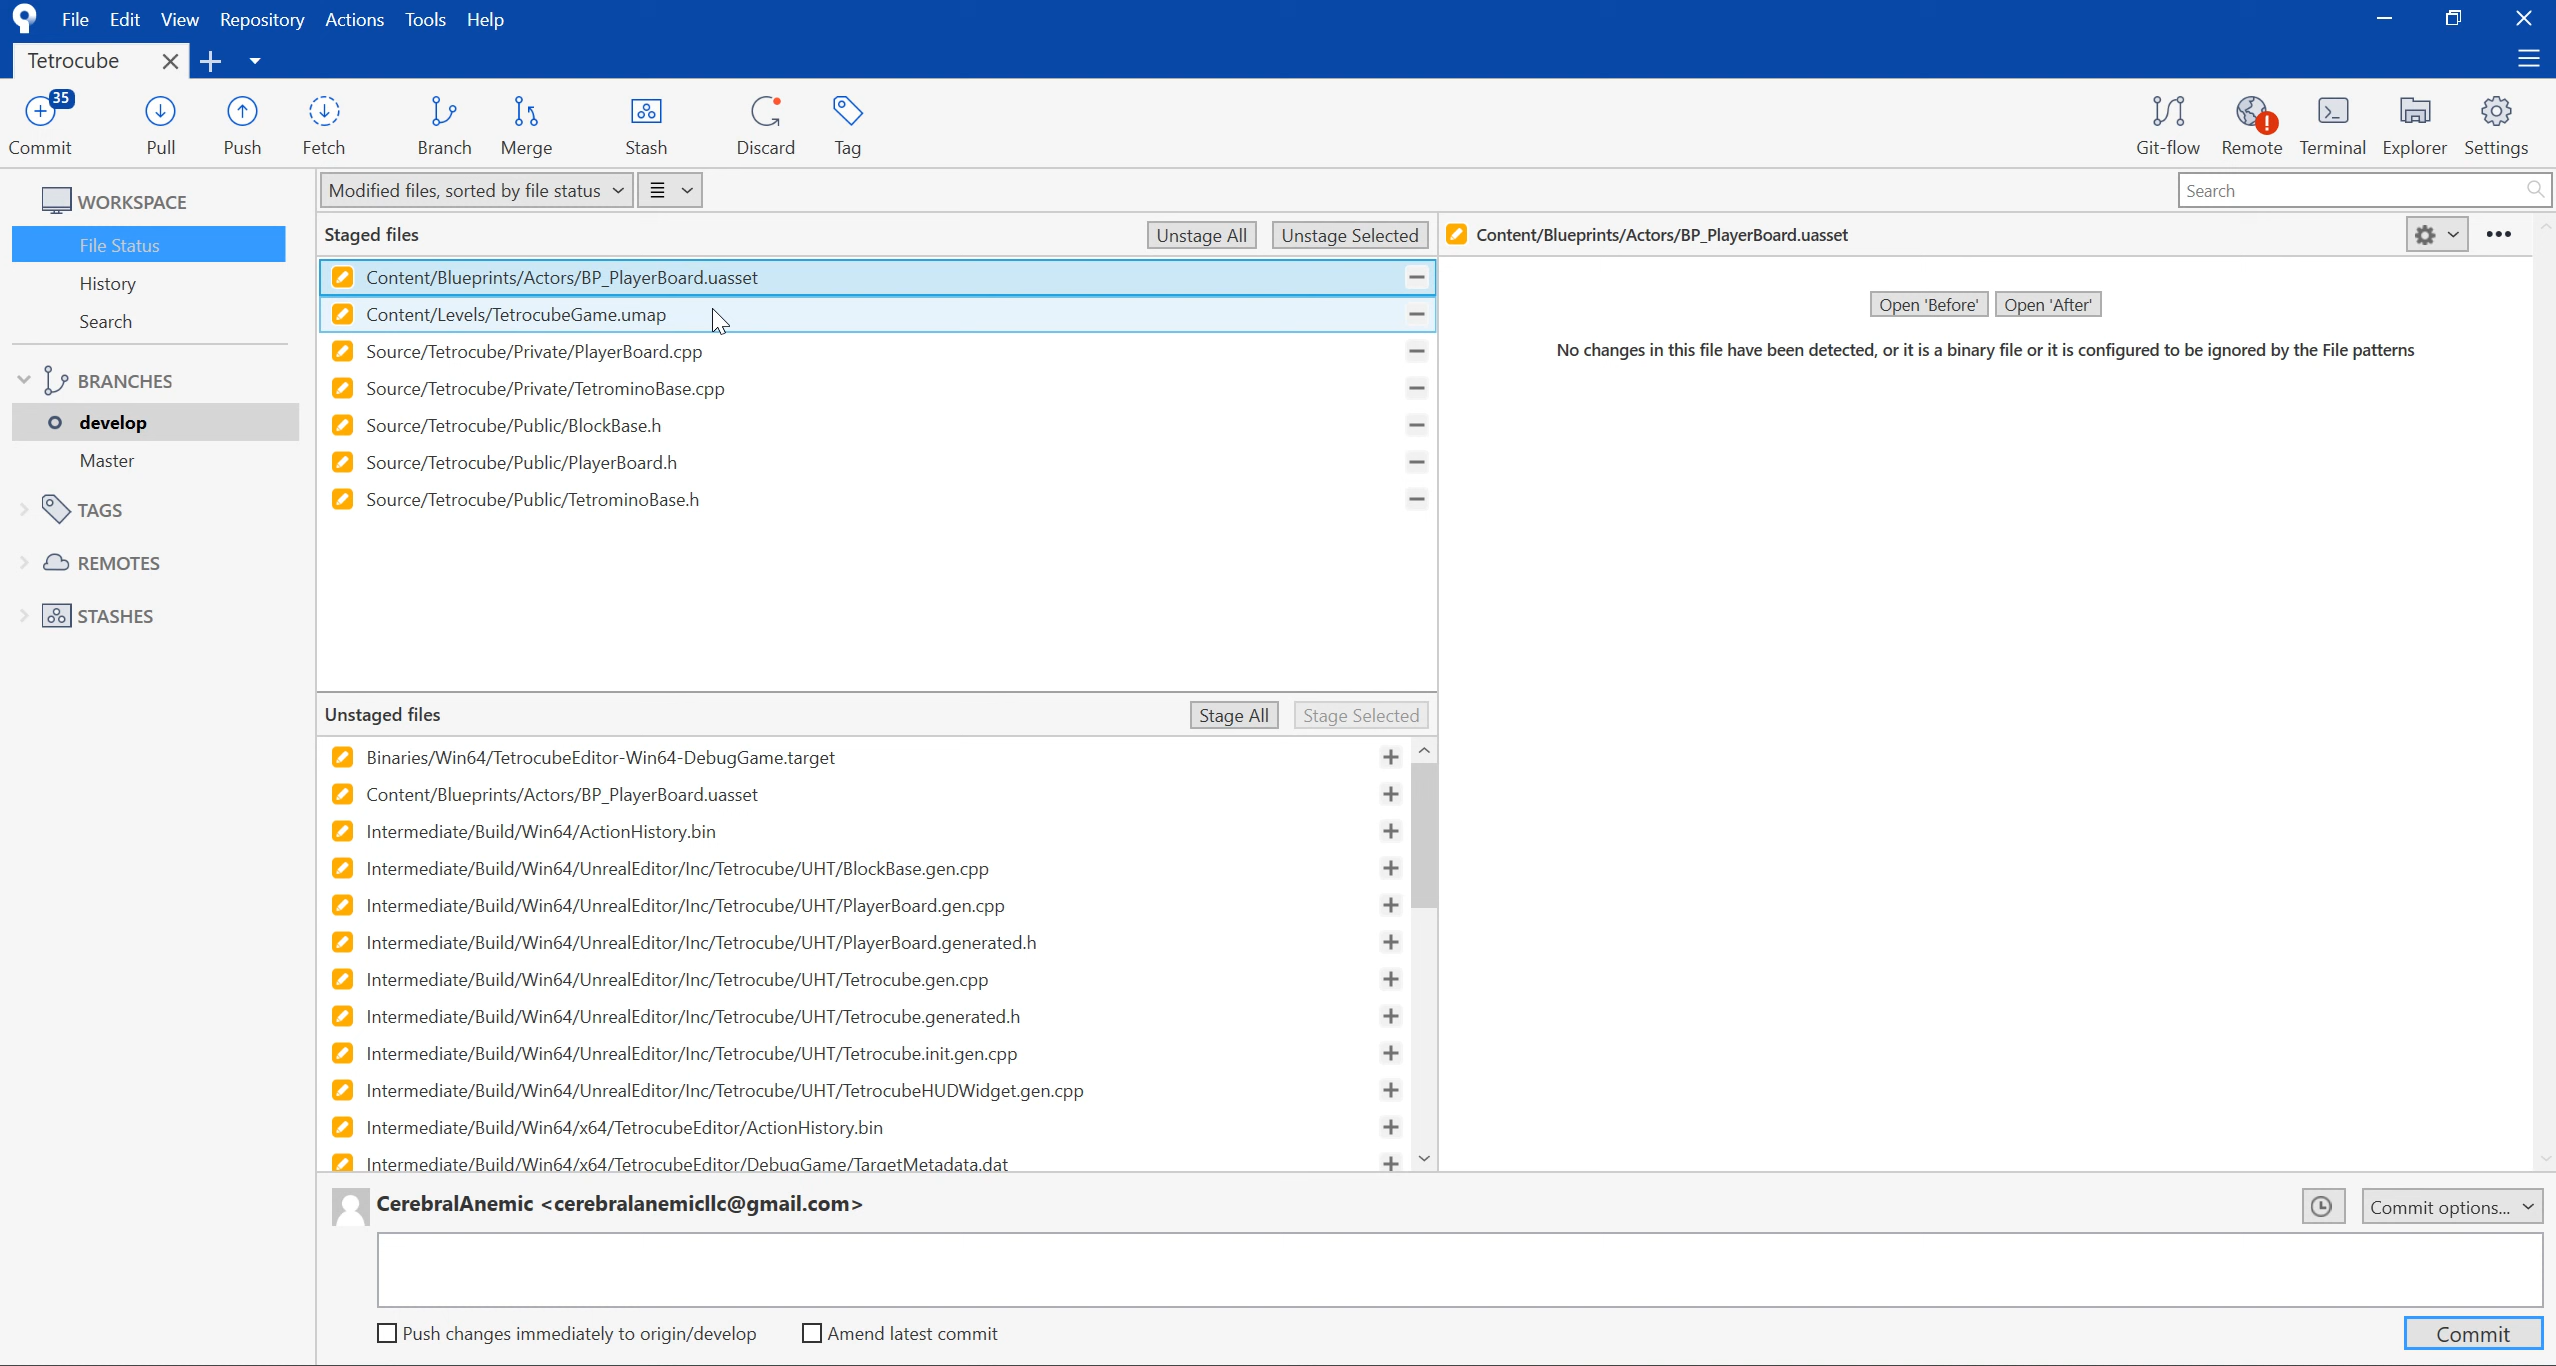 File Edit View Repository Actions Tools Help
Tetrocube
35
Commit Pull Push Fetch Branch Merge Stash Discard Tag Git-flow Remote Terminal Explorer Settings
WORKSPACE
File Status
History
Search
BRANCHES
develop
Master
TAGS
REMOTES
STASHES
Modified files, sorted by file status
Search
Staged files Unstage All Unstage Selected
Content/Blueprints/Actors/BP_PlayerBoard.uasset
Content/Levels/TetrocubeGame.umap
Source/Tetrocube/Private/PlayerBoard.cpp
Source/Tetrocube/Private/TetrominoBase.cpp
Source/Tetrocube/Public/BlockBase.h
Source/Tetrocube/Public/PlayerBoard.h
Source/Tetrocube/Public/TetrominoBase.h
Unstaged files Stage All Stage Selected
Binaries/Win64/TetrocubeEditor-Win64-DebugGame.target
Content/Blueprints/Actors/BP_PlayerBoard.uasset
Intermediate/Build/Win64/ActionHistory.bin
Intermediate/Build/Win64/UnrealEditor/Inc/Tetrocube/UHT/BlockBase.gen.cpp
Intermediate/Build/Win64/UnrealEditor/Inc/Tetrocube/UHT/PlayerBoard.gen.cpp
Intermediate/Build/Win64/UnrealEditor/Inc/Tetrocube/UHT/PlayerBoard.generated.h
Intermediate/Build/Win64/UnrealEditor/Inc/Tetrocube/UHT/Tetrocube.gen.cpp
Intermediate/Build/Win64/UnrealEditor/Inc/Tetrocube/UHT/Tetrocube.generated.h
Intermediate/Build/Win64/UnrealEditor/Inc/Tetrocube/UHT/Tetrocube.init.gen.cpp
Intermediate/Build/Win64/UnrealEditor/Inc/Tetrocube/UHT/TetrocubeHUDWidget.gen.cpp
Intermediate/Build/Win64/x64/TetrocubeEditor/ActionHistory.bin
Intermediate/Build/Win64/x64/TetrocubeEditor/DebugGame/TargetMetadata.dat
Content/Blueprints/Actors/BP_PlayerBoard.uasset
Open 'Before' Open 'After'
No changes in this file have been detected, or it is a binary file or it is configured to be ignored by the File patterns
CerebralAnemic <cerebralanemicllc@gmail.com>
Commit options...
Push changes immediately to origin/develop Amend latest commit
Commit